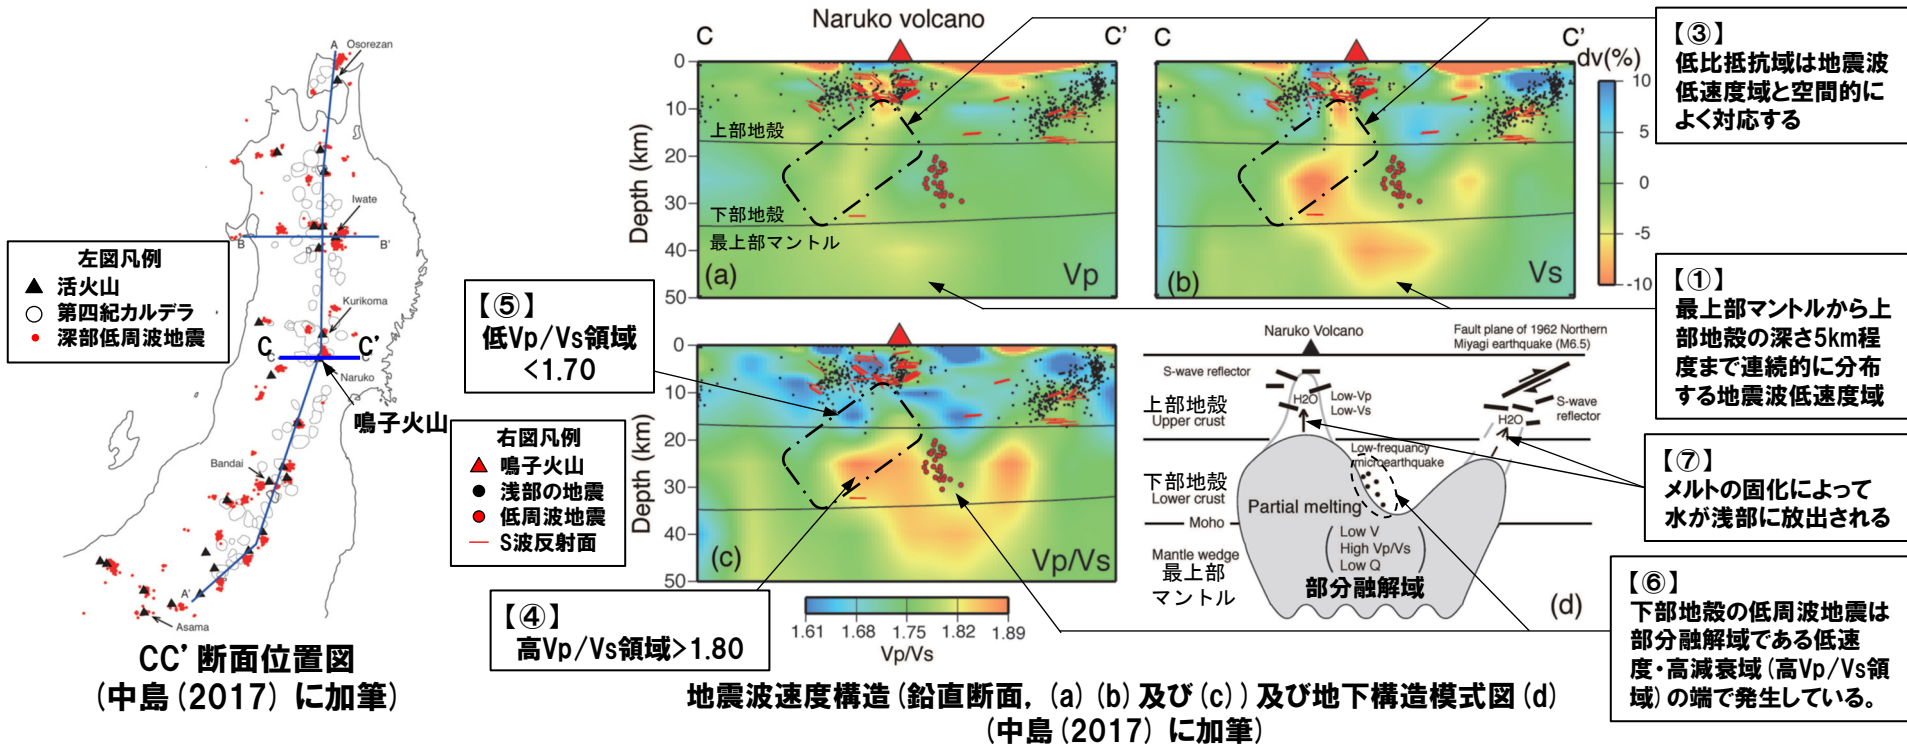 A
Osorezan
Iwate
B
B'
D
Kurikoma
C
C
C'
Naruko
鳴子火山
Bandai
A'
Asama
左図凡例
活火山
第四紀カルデラ
深部低周波地震
CC' 断面位置図
(中島(2017) に加筆)
Naruko volcano
C
C'
0
10
20
30
40
50
Depth (km)
上部地殻
下部地殻
最上部マントル
(a)
Vp
C
C'
(b)
Vs
dv(%)
10
5
0
-5
-10
【③】
低比抵抗域は地震波
低速度域と空間的に
よく対応する
【①】
最上部マントルから上
部地殻の深さ5km程
度まで連続的に分布
する地震波低速度域
【⑤】
低Vp/Vs領域
<1.70
右図凡例
鳴子火山
浅部の地震
低周波地震
S波反射面
【④】
高Vp/Vs領域>1.80
0
10
20
30
40
50
Depth (km)
(c)
Vp/Vs
1.61
1.68
1.75
1.82
1.89
Vp/Vs
Naruko Volcano
Fault plane of 1962 Northern
Miyagi earthquake (M6.5)
S-wave reflector
上部地殻
Upper crust
H2O
Low-Vp
Low-Vs
H2O
S-wave
reflector
Low-frequency
microearthquake
下部地殻
Lower crust
Partial melting
Moho
Low V
High Vp/Vs
Low Q
Mantle wedge
最上部
マントル
部分融解域
(d)
【⑦】
メルトの固化によって
水が浅部に放出される
【⑥】
下部地殻の低周波地震は
部分融解域である低速
度・高減衰域(高Vp/Vs領
域)の端で発生している。
地震波速度構造(鉛直断面, (a) (b) 及び(c)) 及び地下構造模式図(d)
(中島(2017) に加筆)